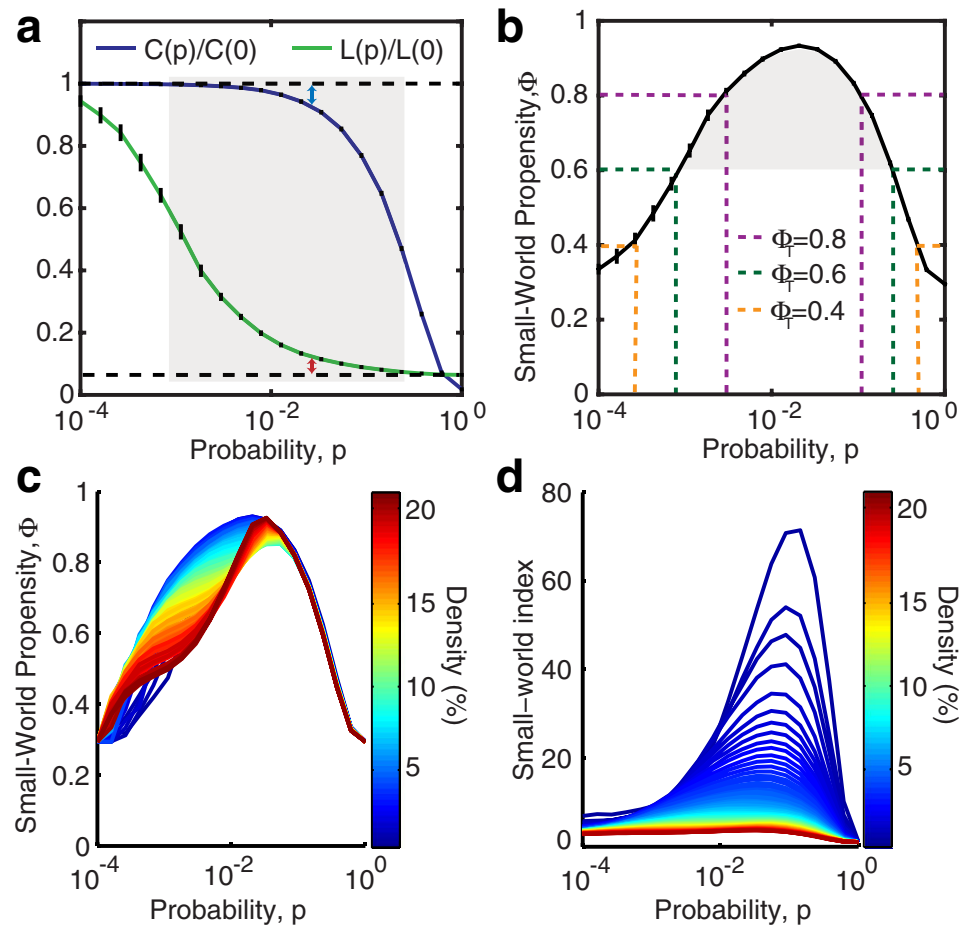 a
C(p)/C(0) L(p)/L(0)
1
0.8
0.6
0.4
0.2
0
10^-4 10^-2 10^0
Probability, p
b
Small-World Propensity,Φ
1
0.8
0.6
0.4
0.2
0
Φ_T=0.8
Φ_T=0.6
Φ_T=0.4
10^-4 10^-2 10^0
Probability, p
c
Small-World Propensity,Φ
1
0.8
0.6
0.4
0.2
0
10^-4 10^-2 10^0
Probability, p
20
15
10
5
Density (%)
d
Small-world index
80
70
60
50
40
30
20
10
0
10^-4 10^-2 10^0
Probability, p
20
15
10
5
Density (%)